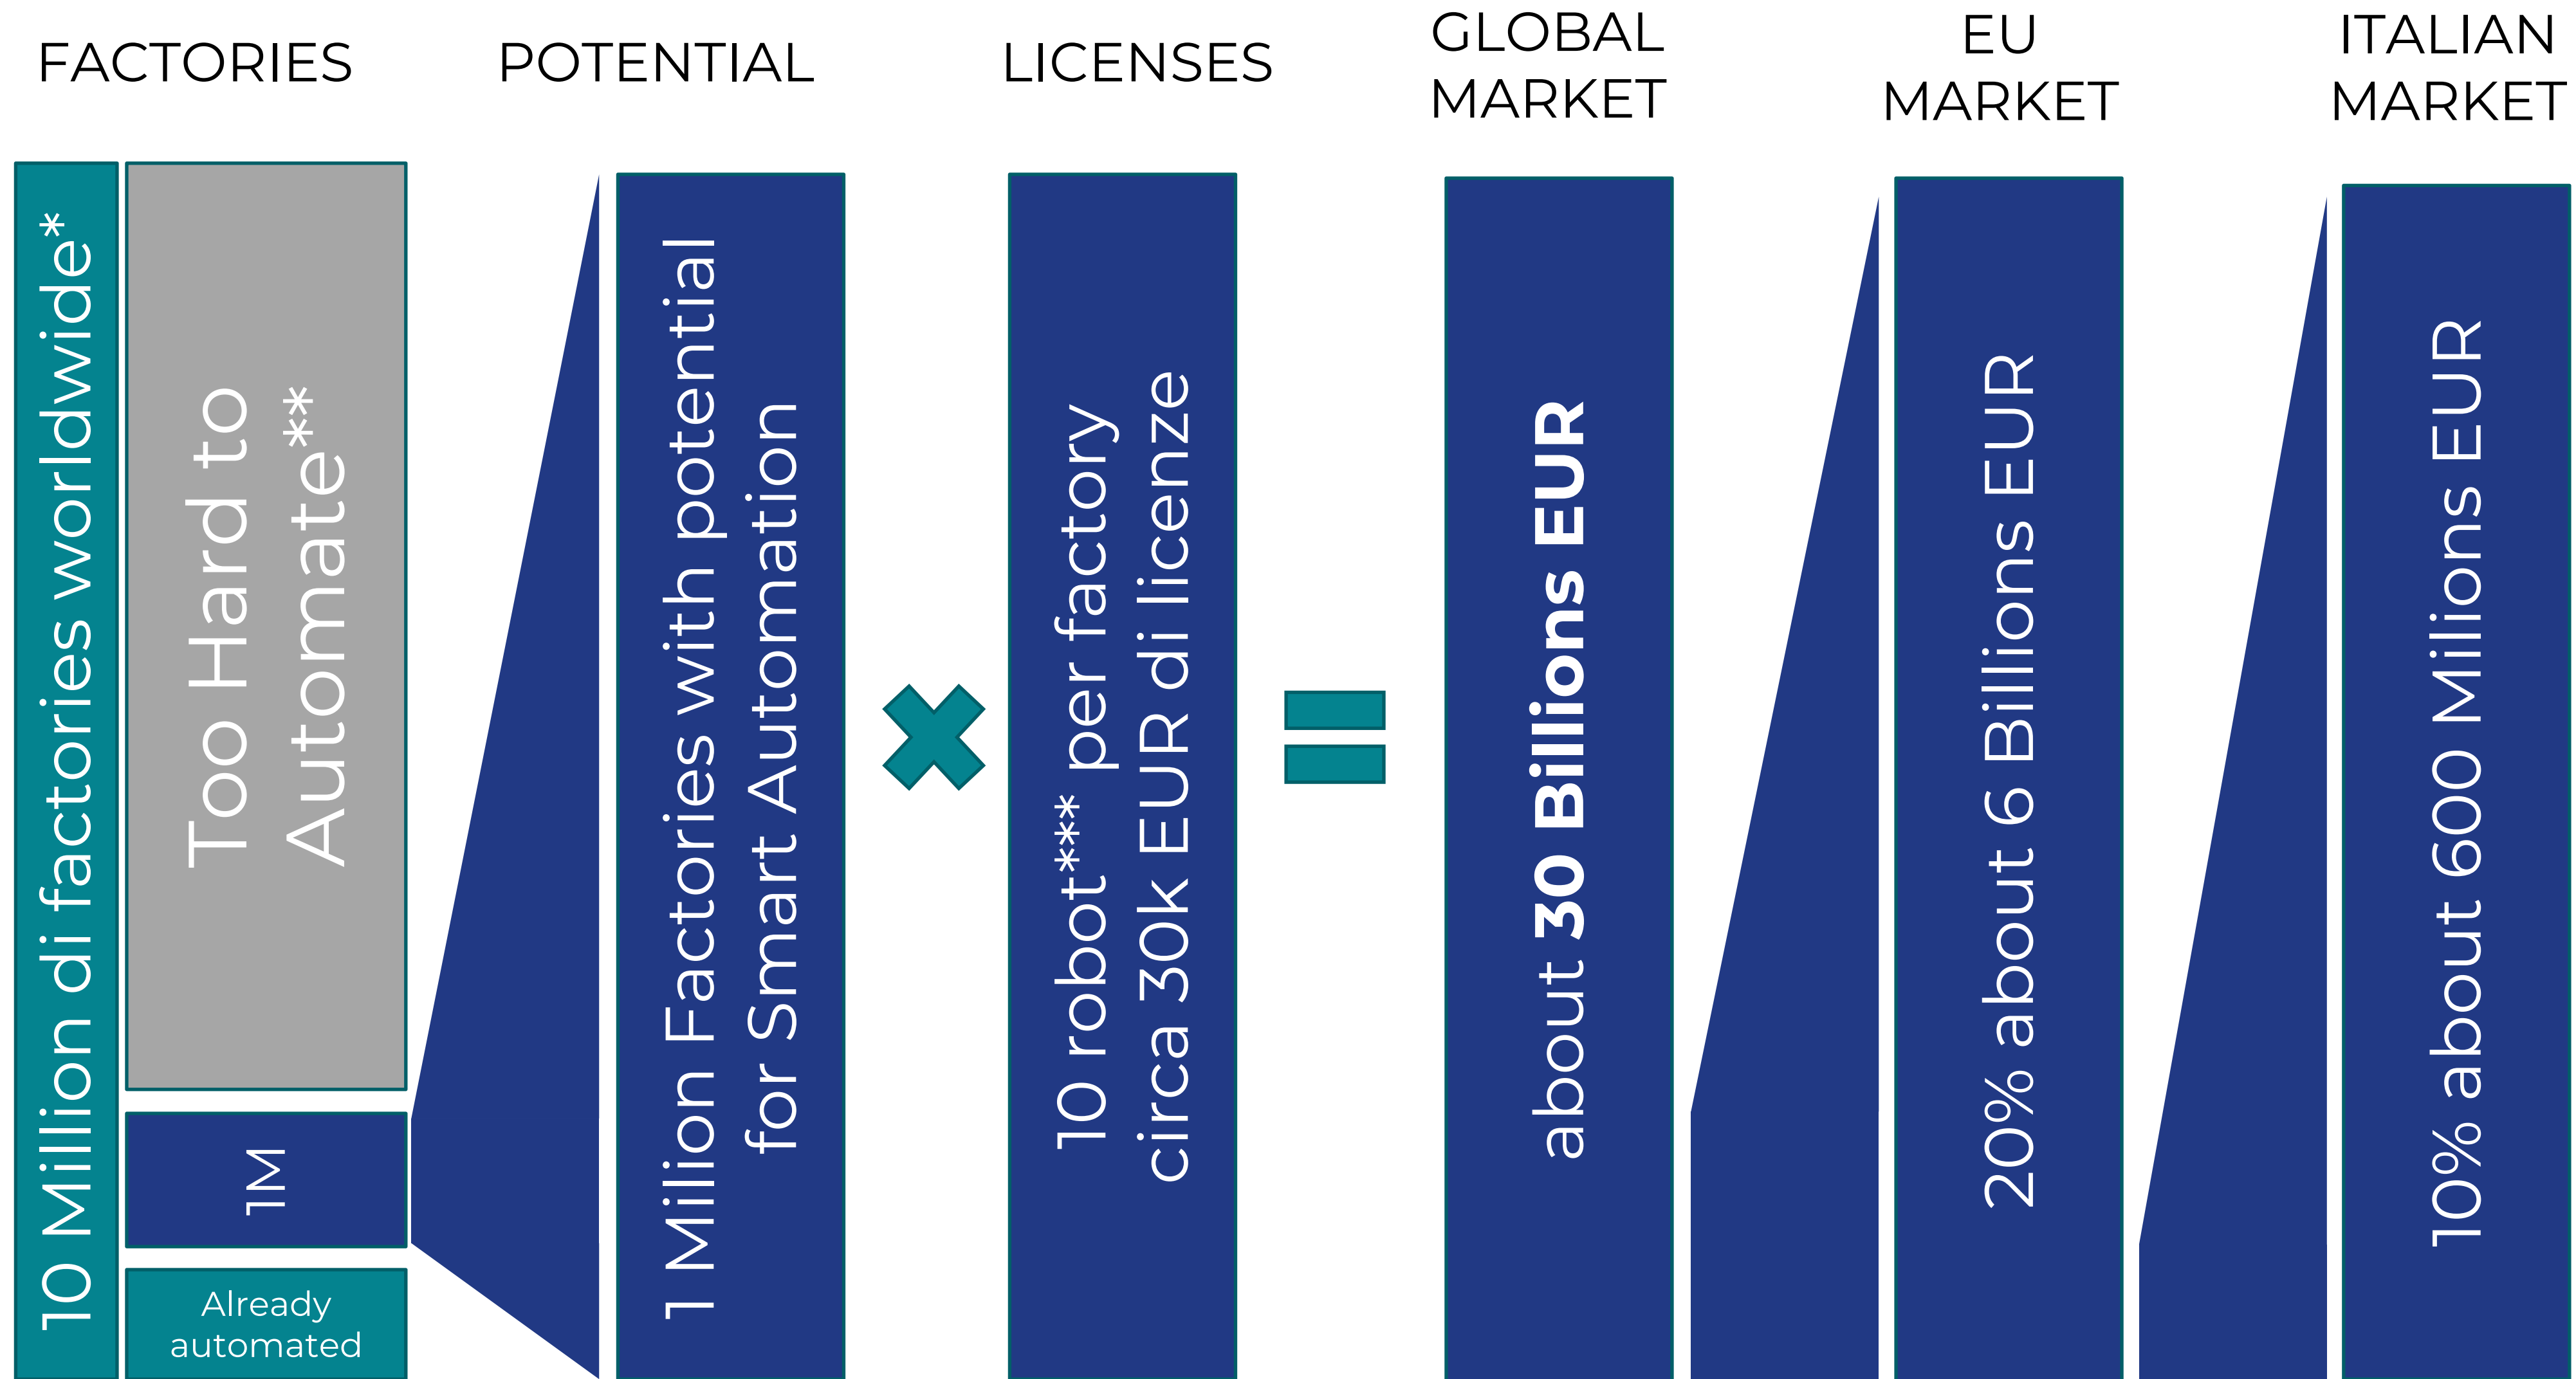 FACTORIES
POTENTIAL
LICENSES
GLOBAL
MARKET
EU
MARKET
ITALIAN
MARKET
10 Million di factories worldwide*
Too Hard to
Automate**
1M
Already
automated
1 Million Factories with potential
for Smart Automation
10 robot*** per factory
circa 30k EUR di licenze
about 30 Billions EUR
20% about 6 Billions EUR
10% about 600 Millions EUR